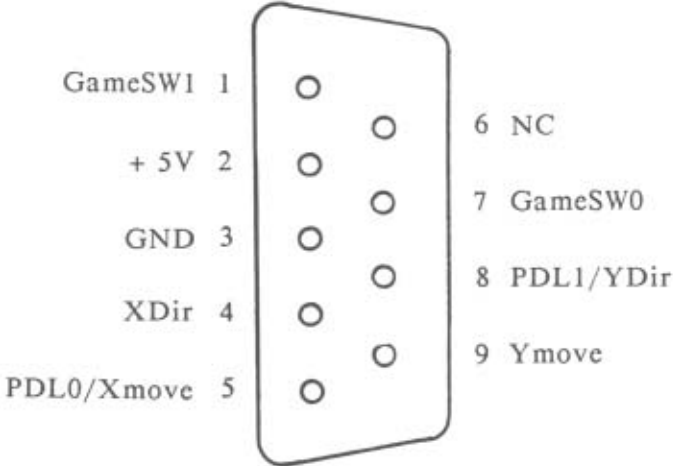 GameSW1 1
+ 5V 2
GND 3
XDir 4
PDL0/Xmove 5
6 NC
7 GameSW0
8 PDL1/YDir
9 Ymove